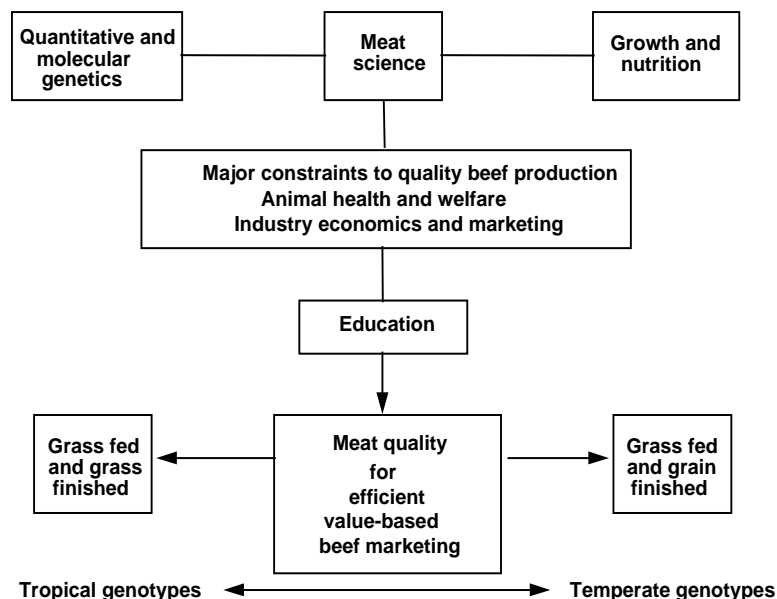 Quantitative and
molecular
genetics
Meat
science
Growth and
nutrition
Major constraints to quality beef production
Animal health and welfare
Industry economics and marketing
Education
Grass fed
and grass
finished
Meat quality
for
efficient
value-based
beef marketing
Grass fed
and grain
finished
Tropical genotypes
Temperate genotypes